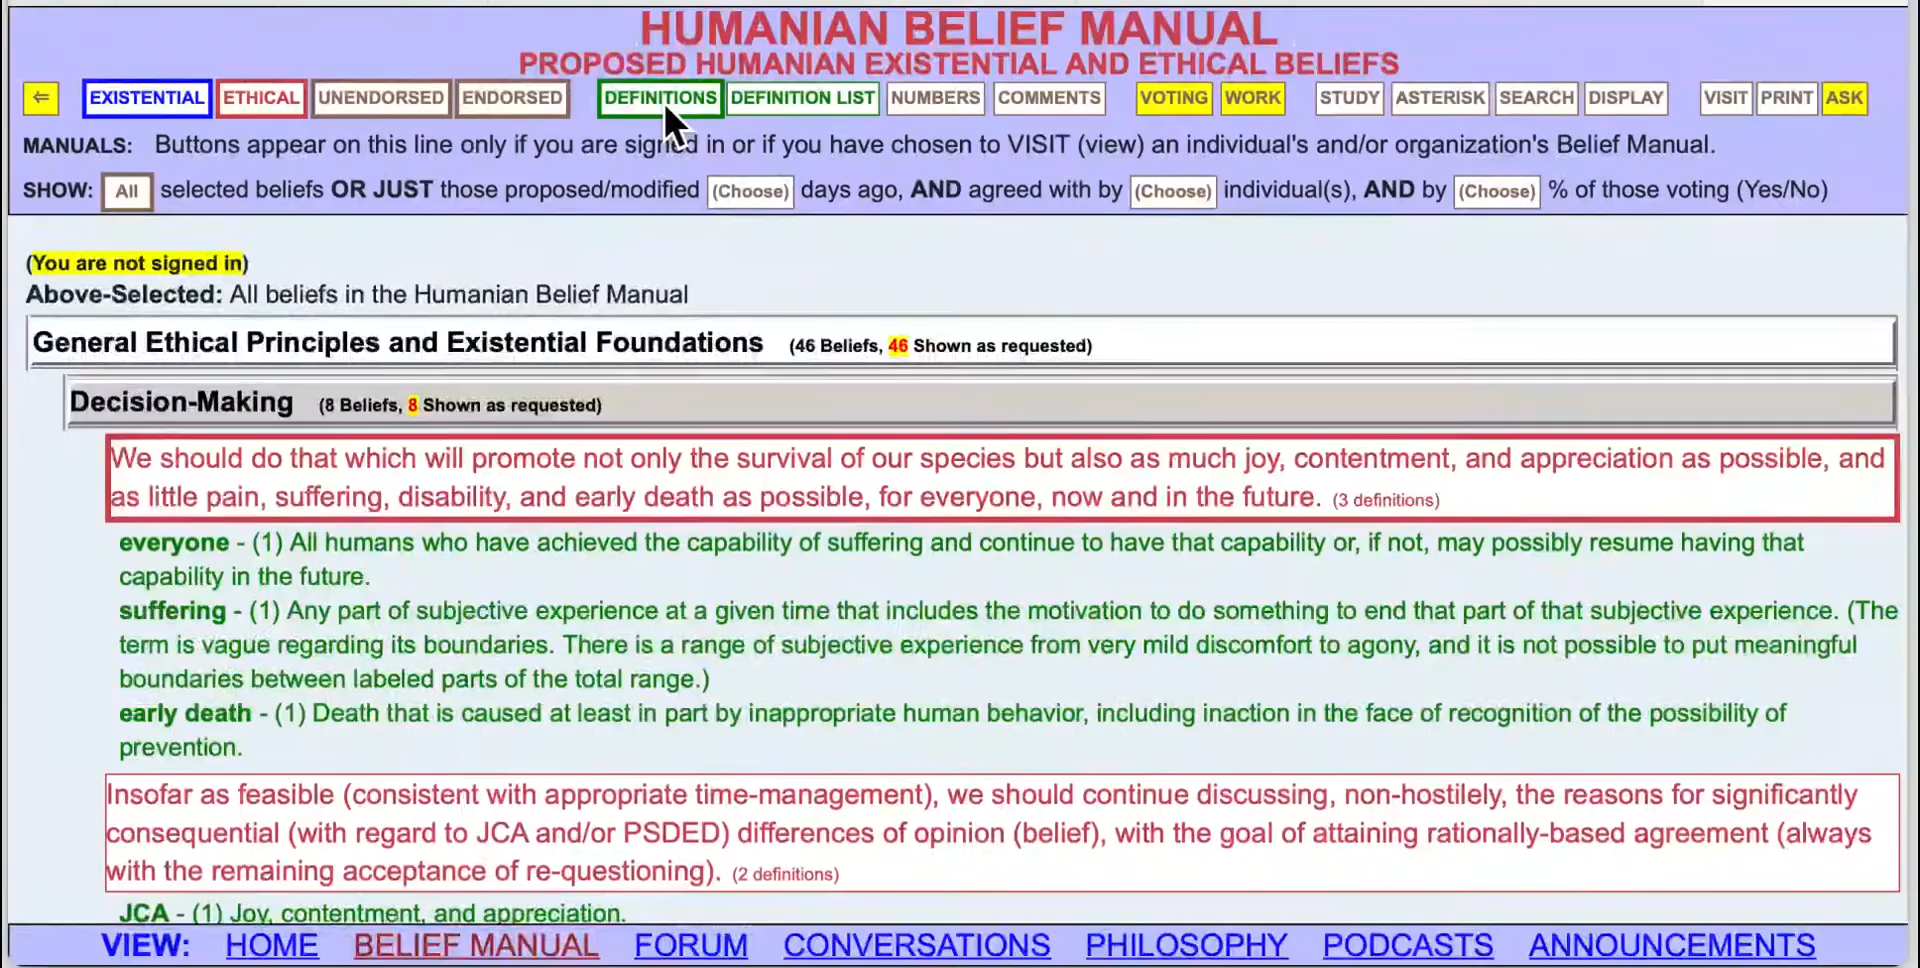 HUMANIAN BELIEF MANUAL
PROPOSED HUMANIAN EXISTENTIAL AND ETHICAL BELIEFS
⇐ EXISTENTIAL ETHICAL UNENDORSED ENDORSED DEFINITIONS DEFINITION LIST NUMBERS COMMENTS VOTING WORK STUDY ASTERISK SEARCH DISPLAY VISIT PRINT ASK
MANUALS: Buttons appear on this line only if you are signed in or if you have chosen to VISIT (view) an individual's and/or organization's Belief Manual.
SHOW: All selected beliefs OR JUST those proposed/modified (Choose) days ago, AND agreed with by (Choose) individual(s), AND by (Choose) % of those voting (Yes/No)
(You are not signed in)
Above-Selected: All beliefs in the Humanian Belief Manual
General Ethical Principles and Existential Foundations (46 Beliefs, 46 Shown as requested)
Decision-Making (8 Beliefs, 8 Shown as requested)
We should do that which will promote not only the survival of our species but also as much joy, contentment, and appreciation as possible, and
as little pain, suffering, disability, and early death as possible, for everyone, now and in the future. (3 definitions)
everyone - (1) All humans who have achieved the capability of suffering and continue to have that capability or, if not, may possibly resume having that
capability in the future.
suffering - (1) Any part of subjective experience at a given time that includes the motivation to do something to end that part of that subjective experience. (The
term is vague regarding its boundaries. There is a range of subjective experience from very mild discomfort to agony, and it is not possible to put meaningful
boundaries between labeled parts of the total range.)
early death - (1) Death that is caused at least in part by inappropriate human behavior, including inaction in the face of recognition of the possibility of
prevention.
Insofar as feasible (consistent with appropriate time-management), we should continue discussing, non-hostilely, the reasons for significantly
consequential (with regard to JCA and/or PSDED) differences of opinion (belief), with the goal of attaining rationally-based agreement (always
with the remaining acceptance of re-questioning). (2 definitions)
JCA - (1) Joy, contentment, and appreciation.
VIEW: HOME BELIEF MANUAL FORUM CONVERSATIONS PHILOSOPHY PODCASTS ANNOUNCEMENTS